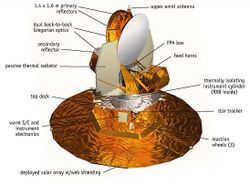 1.4 x 1.6 m primary
reflectors
upper omni antenna
dual back-to-back
Gregorian optics
FPA box
secondary
reflector
feed horns
passive thermal radiator
thermally isolating
instrument cylinder
(RXB inside)
top deck
star tracker
warm S/C and
instrument
electronics
reaction
wheels (3)
deployed solar array w/web shielding